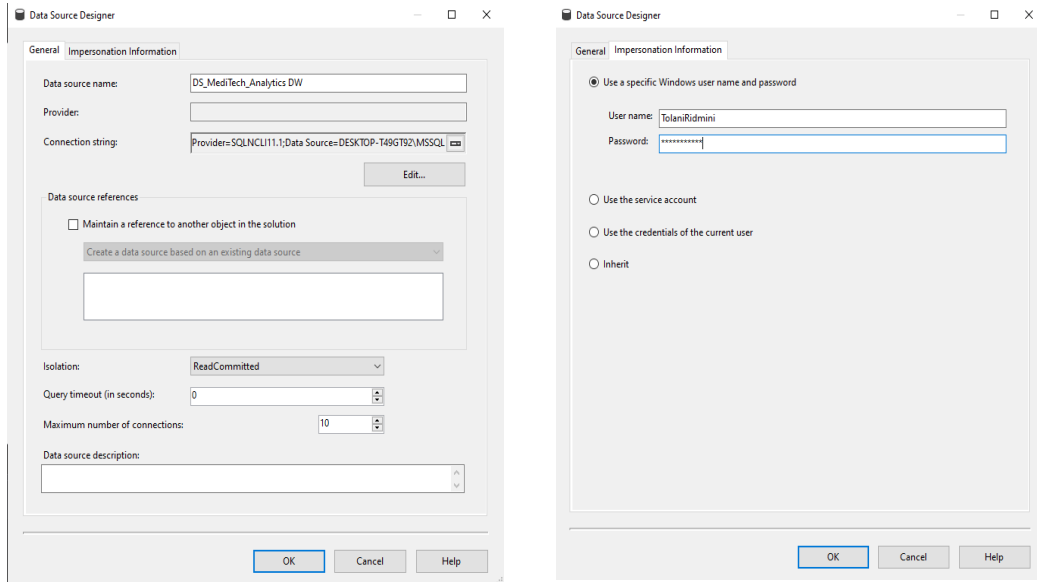 Data Source Designer
General Impersonation Information
Data source name: DS_MediTech_Analytics DW
Provider:
Connection string: Provider=SQLNCLI11.1;Data Source=DESKTOP-T49GT92\MSSQL
Edit...
Data source references
Maintain a reference to another object in the solution
Create a data source based on an existing data source
Isolation: ReadCommitted
Query timeout (in seconds): 0
Maximum number of connections: 10
Data source description:
OK Cancel Help
Data Source Designer
General Impersonation Information
Use a specific Windows user name and password
User name: TolaniRidmini
Password: ***********
Use the service account
Use the credentials of the current user
Inherit
OK Cancel Help